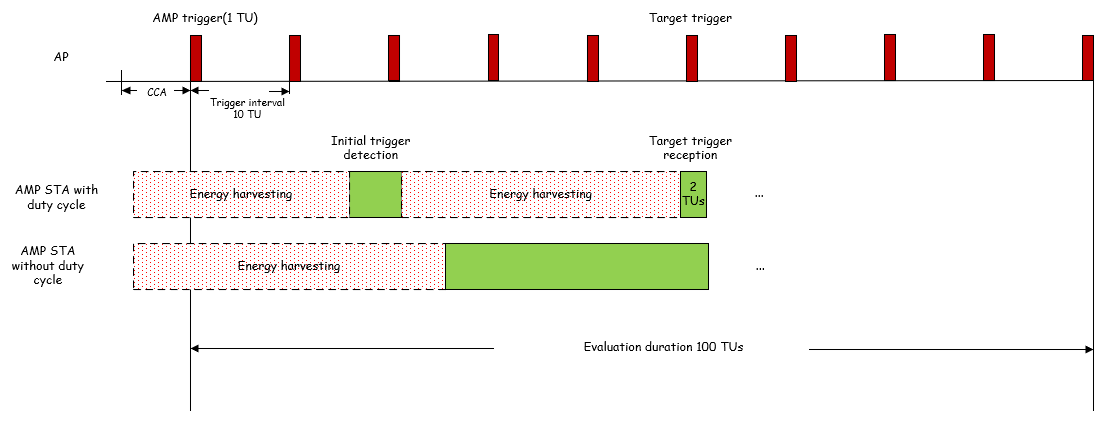 AMP trigger(1 TU)
Target trigger
AP
CCA
Trigger interval
10 TU
Initial trigger
detection
Target trigger
reception
AMP STA with
duty cycle
Energy harvesting
Energy harvesting
2
TUs
...
AMP STA
without duty
cycle
Energy harvesting
...
Evaluation duration 100 TUs